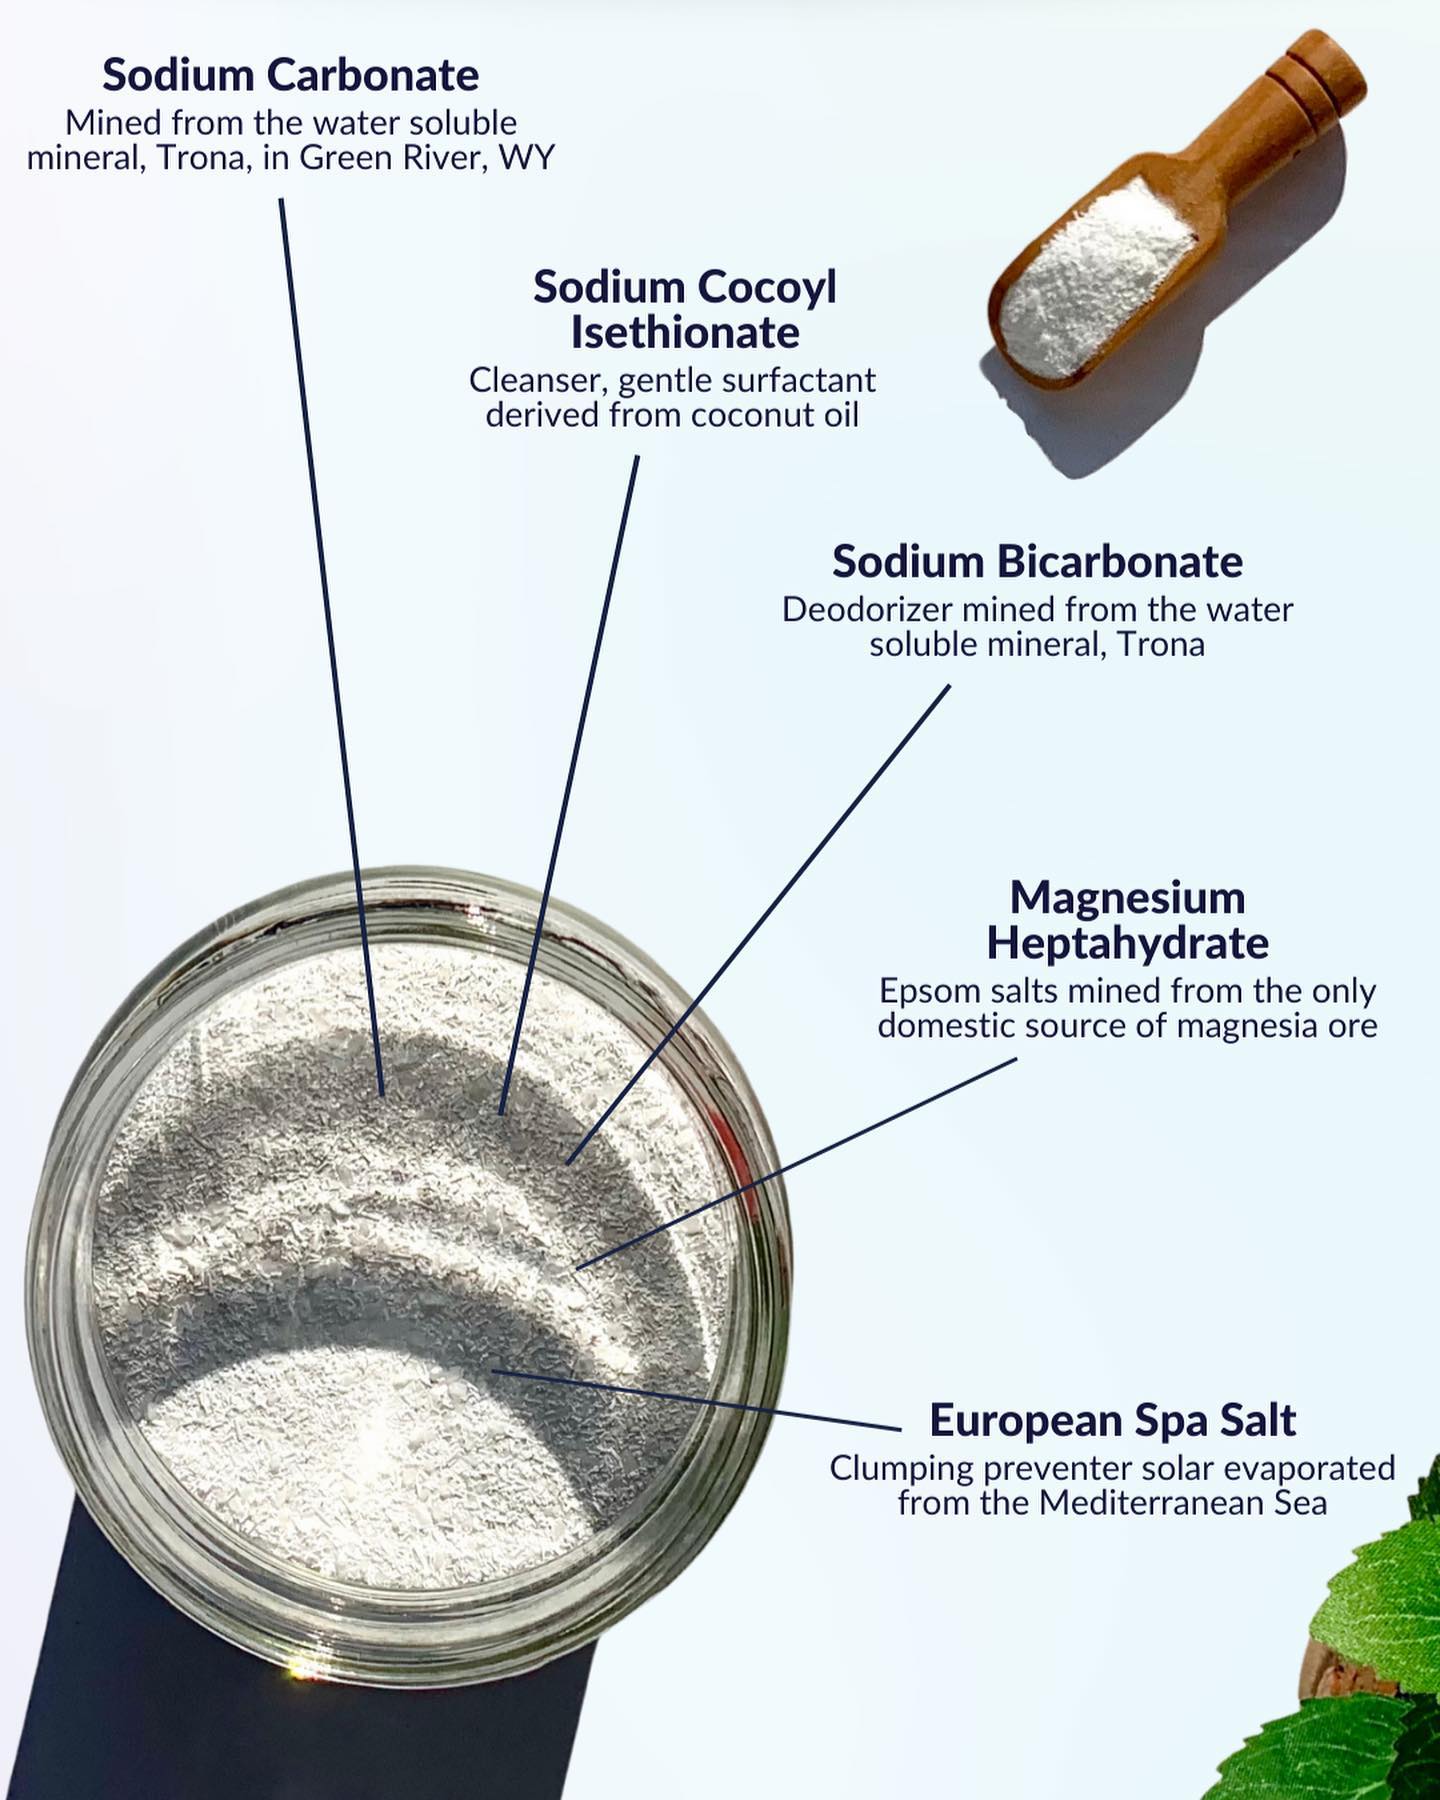 Sodium Carbonate
Mined from the water soluble
mineral, Trona, in Green River, WY
Sodium Cocoyl
Isethionate
Cleanser, gentle surfactant
derived from coconut oil
Sodium Bicarbonate
Deodorizer mined from the water
soluble mineral, Trona
Magnesium
Heptahydrate
Epsom salts mined from the only
domestic source of magnesia ore
European Spa Salt
Clumping preventer solar evaporated
from the Mediterranean Sea